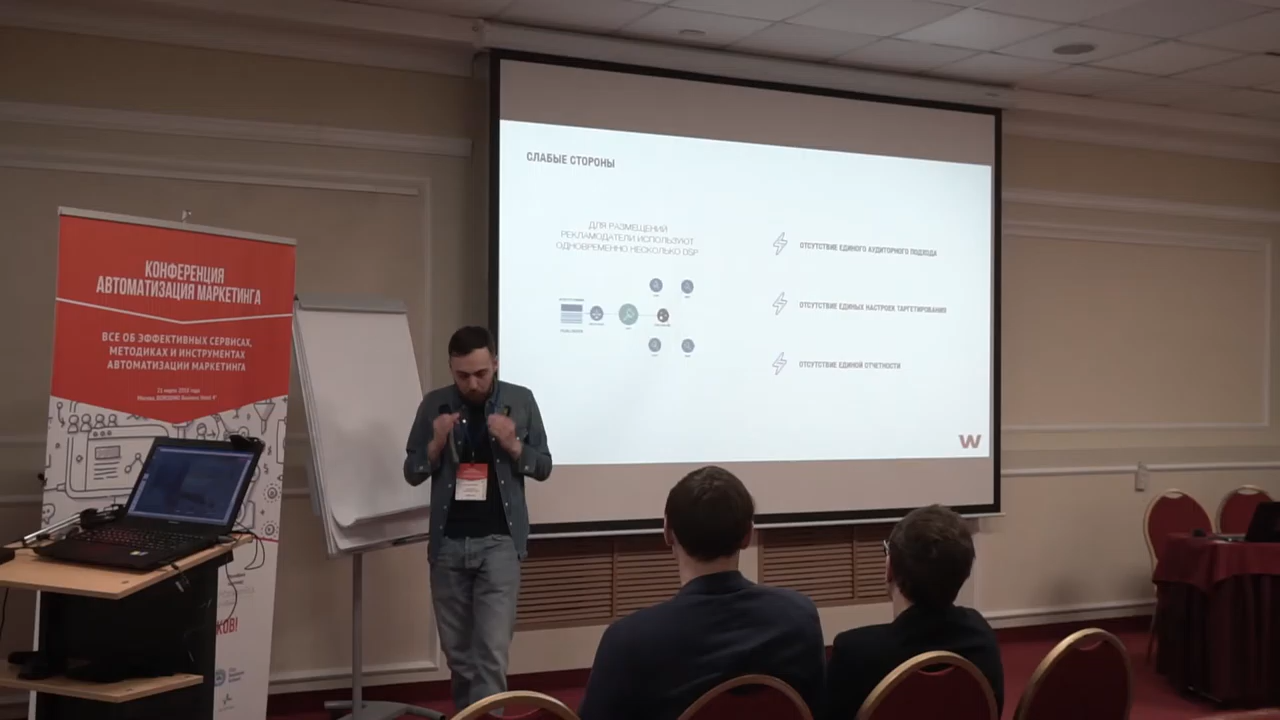 КОНФЕРЕНЦИЯ
АВТОМАТИЗАЦИЯ МАРКЕТИНГА
ВСЕ ОБ ЭФФЕКТИВНЫХ СЕРВИСАХ,
МЕТОДИКАХ И ИНСТРУМЕНТАХ
АВТОМАТИЗАЦИИ МАРКЕТИНГА
СЛАБЫЕ СТОРОНЫ
ДЛЯ РАЗМЕЩЕНИЙ
РЕКЛАМОДАТЕЛИ ИСПОЛЬЗУЮТ
ОДНОВРЕМЕННО НЕСКОЛЬКО DSP
ОТСУТСТВИЕ ЕДИНОГО АУДИТОРНОГО ПОДХОДА
ОТСУТСТВИЕ ЕДИНЫХ НАСТРОЕК ТАРГЕТИРОВАНИЯ
ОТСУТСТВИЕ ЕДИНОЙ ОТЧЕТНОСТИ
W